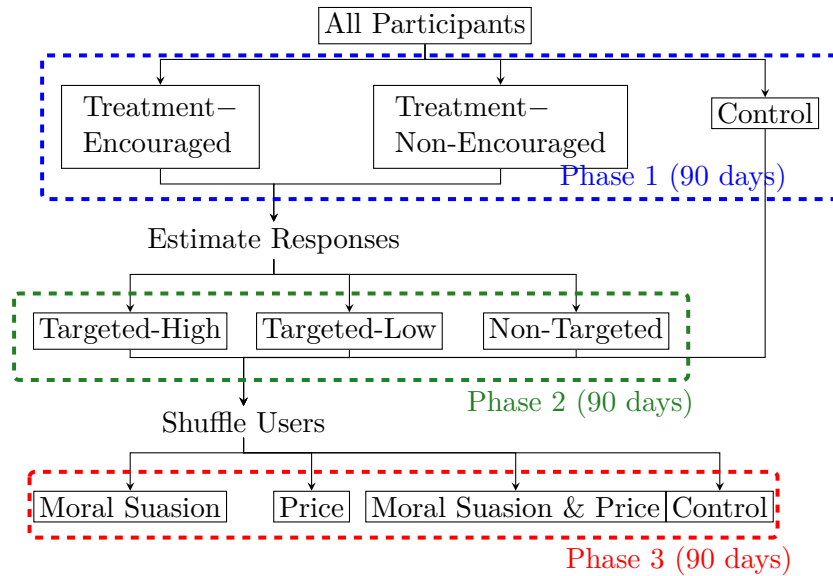 All Participants
Treatment−
Encouraged
Treatment−
Non-Encouraged
Control
Phase 1 (90 days)
Estimate Responses
Targeted-High
Targeted-Low
Non-Targeted
Phase 2 (90 days)
Shuffle Users
Moral Suasion
Price
Moral Suasion & Price
Control
Phase 3 (90 days)